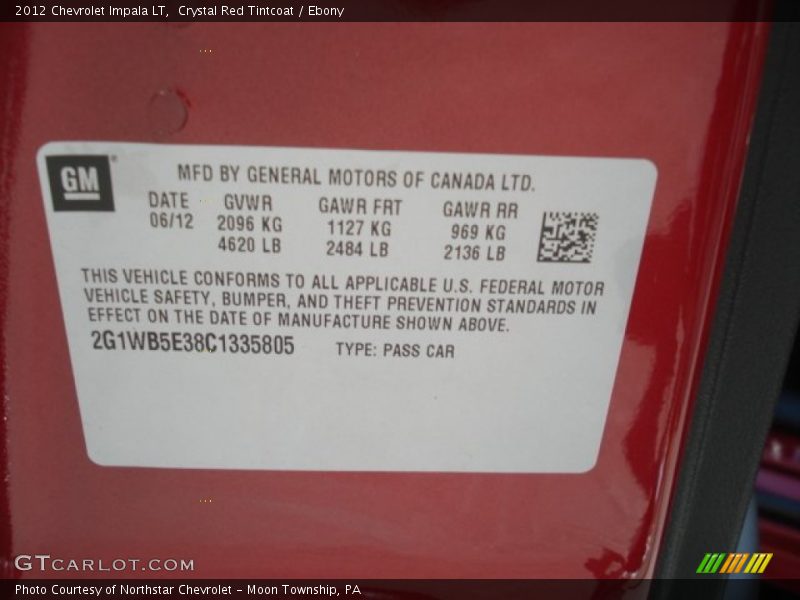 2012 Chevrolet Impala LT,  Crystal Red Tintcoat / Ebony
GM
MFD BY GENERAL MOTORS OF CANADA LTD.
DATE GVWR GAWR FRT GAWR RR
06/12 2096 KG 1127 KG 969 KG
4620 LB 2484 LB 2136 LB
THIS VEHICLE CONFORMS TO ALL APPLICABLE U.S. FEDERAL MOTOR
VEHICLE SAFETY, BUMPER, AND THEFT PREVENTION STANDARDS IN
EFFECT ON THE DATE OF MANUFACTURE SHOWN ABOVE.
2G1WB5E38C1335805 TYPE: PASS CAR
GTCARLOT.COM
Photo Courtesy of Northstar Chevrolet - Moon Township, PA